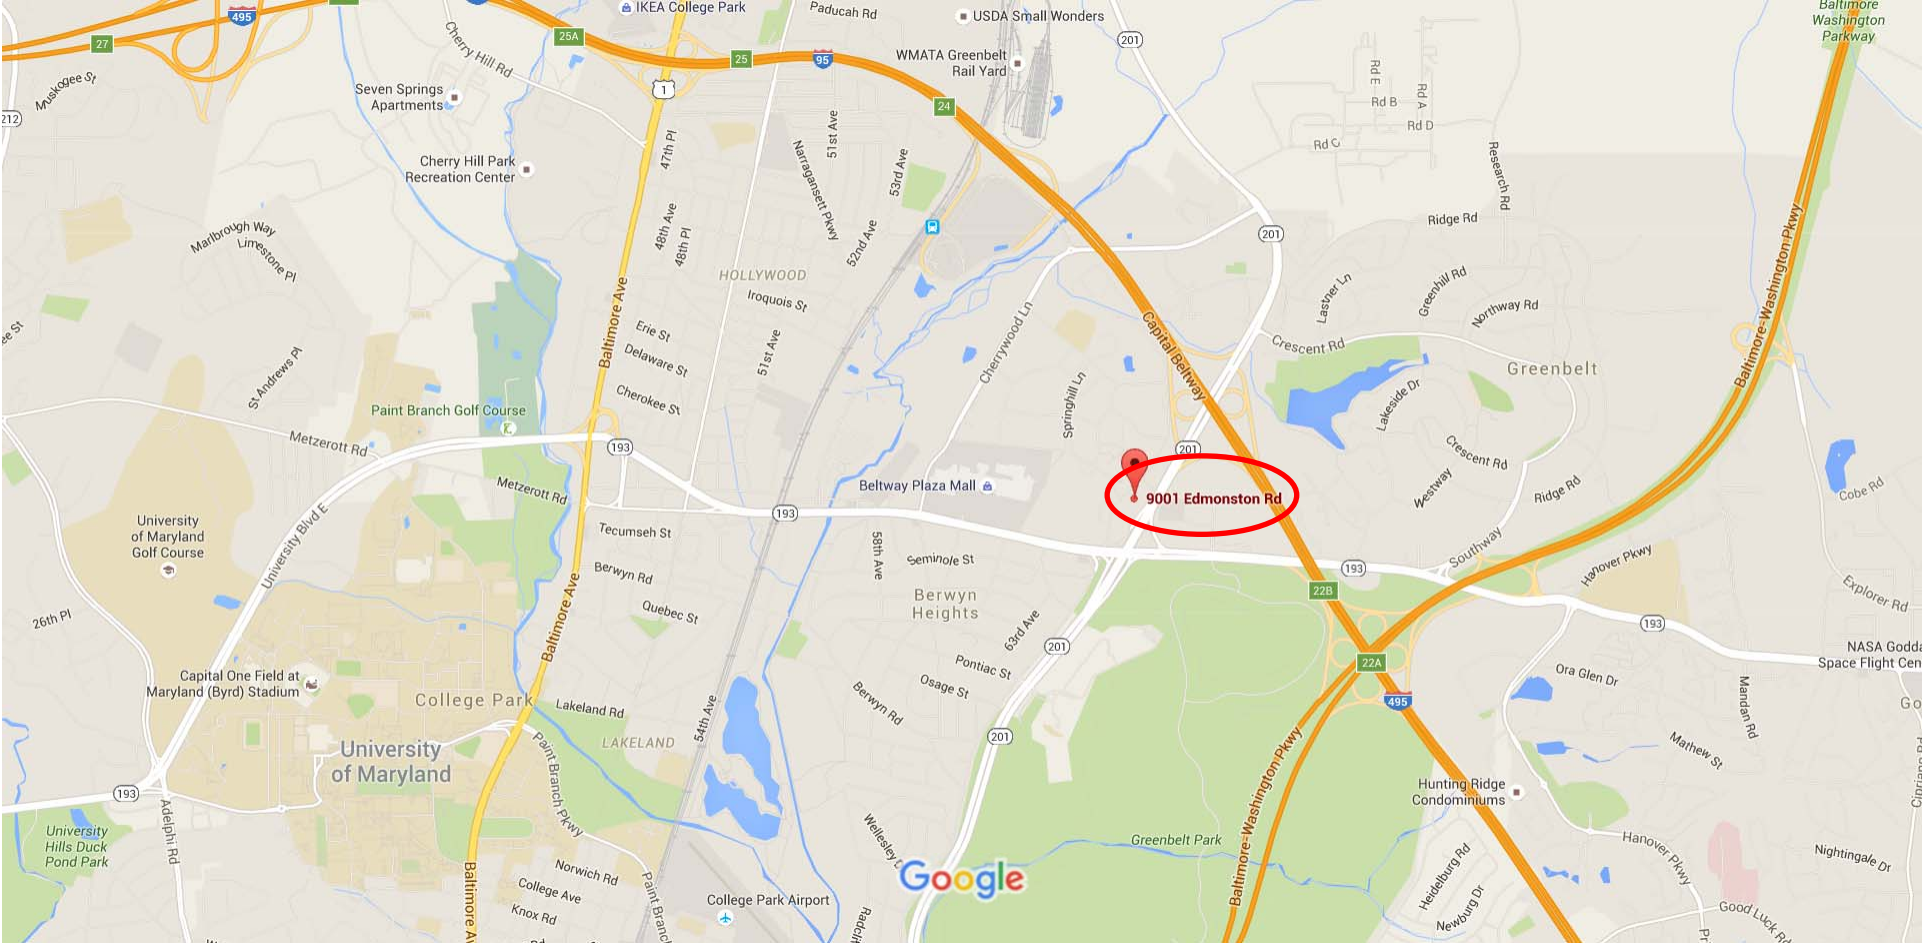 495
27
25A
IKEA College Park
Paducah Rd
USDA Small Wonders
201
Baltimore
Washington
Parkway
Cherry Hill Rd
25
95
WMATA Greenbelt
Rail Yard
Rd E
Rd A
Rd B
Rd D
Rd C
Muskogee St
212
Seven Springs
Apartments
1
24
47th Pl
51st Ave
Narragansett Pkwy
53rd Ave
Cherry Hill Park
Recreation Center
Research Rd
Ridge Rd
Marlbrough Way
Limestone Pl
48th Ave
48th Pl
52nd Ave
201
HOLLYWOOD
Iroquois St
Lastner Ln
Greenhill Rd
Northway Rd
Baltimore-Washington Pkwy
ee St
Baltimore Ave
Erie St
Delaware St
51st Ave
Cherokee St
Cherrywood Ln
Capital Beltway
Crescent Rd
Greenbelt
St Andrews Pl
Springhill Ln
Lakeside Dr
Paint Branch Golf Course
Metzerott Rd
193
201
Crescent Rd
Beltway Plaza Mall
9001 Edmonston Rd
Westway
Ridge Rd
Cobe Rd
Metzerott Rd
193
University
of Maryland
Golf Course
University Blvd E
Tecumseh St
58th Ave
Seminole St
193
Southway
Hanover Pkwy
Berwyn Rd
Baltimore Ave
Quebec St
Berwyn
Heights
22B
Explorer Rd
26th Pl
63rd Ave
201
193
22A
NASA Godda
Space Flight Cen
Capital One Field at
Maryland (Byrd) Stadium
College Park
Pontiac St
Osage St
Berwyn Rd
Ora Glen Dr
495
Mandan Rd
Go
Lakeland Rd
54th Ave
LAKELAND
201
Mathew St
University
of Maryland
Paint Branch Pkwy
Baltimore-Washington Pkwy
Hunting Ridge
Condominiums
193
Adelphi Rd
University
Hills Duck
Pond Park
Greenbelt Park
Hanover Pkwy
Nightingale Dr
Cipriano
Google
Norwich Rd
College Ave
Knox Rd
Baltimore Av
Paint Branc
College Park Airport
Heidelburg Rd
Newburg Dr
Good Luck Rd
Pr